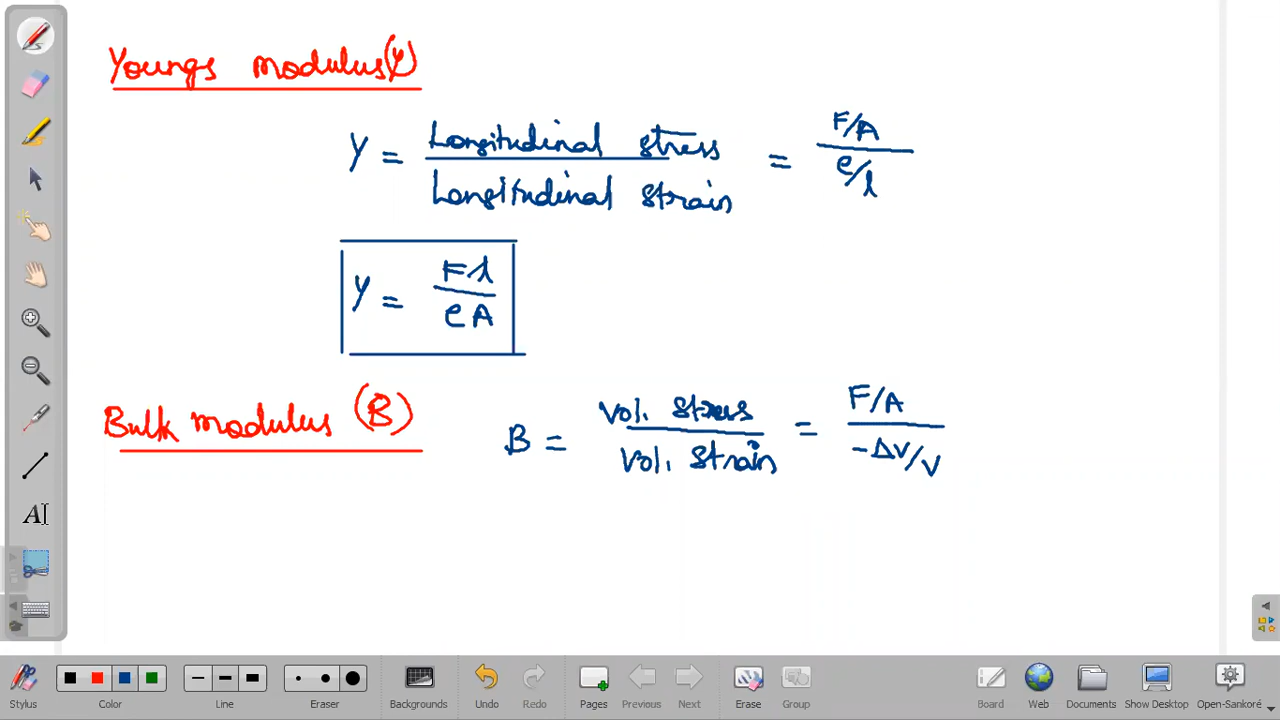 Youngs modulus(Y)
Y = Longitudinal stress / Longitudinal strain = F/A / e/l
Y = Fl / eA
Bulk modulus (B)
B = Vol. stress / Vol. strain = F/A / -ΔV/V
Stylus Color Line Eraser Backgrounds Undo Redo Pages Previous Next Erase Group Board Web Documents Show Desktop Open-Sankoré